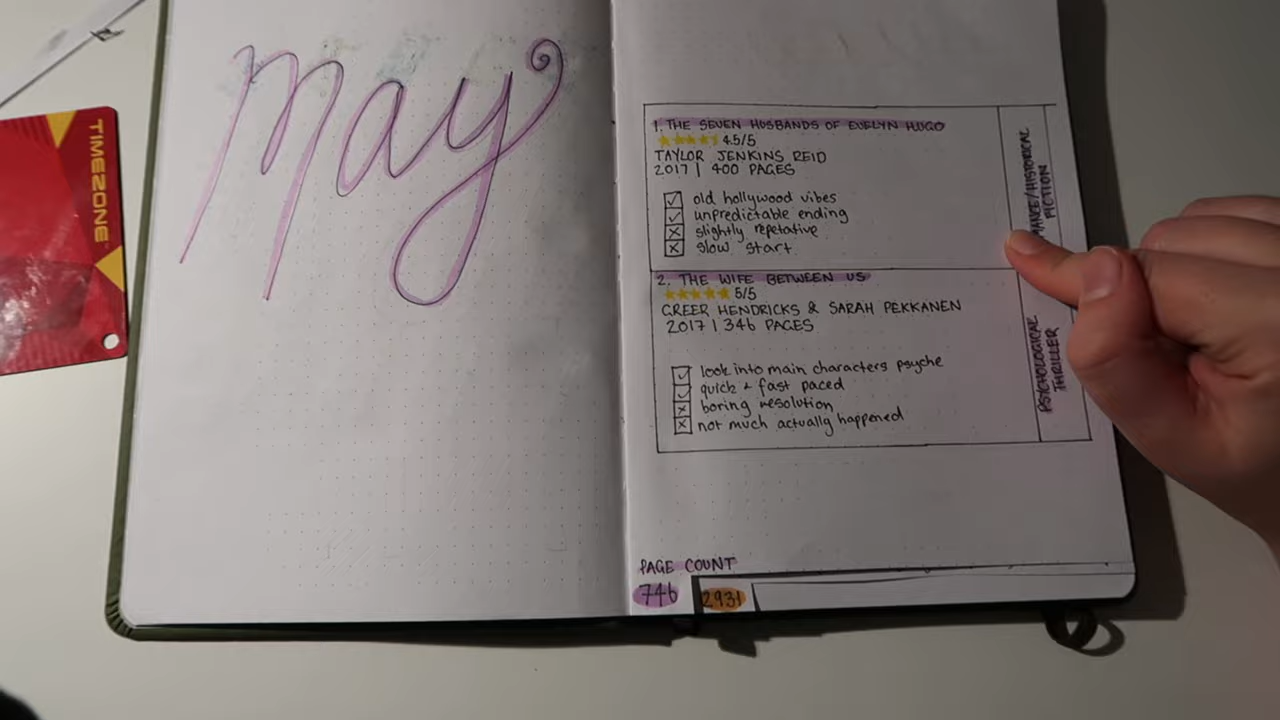 May
TIMEZONE
1. THE SEVEN HUSBANDS OF EVELYN HUGO
4.5/5
TAYLOR JENKINS REID
2017 | 400 PAGES
old hollywood vibes
unpredictable ending
slightly repetative
slow start
FICTION
2. THE WIFE BETWEEN US
5/5
GREER HENDRICKS & SARAH PEKKANEN
2017 | 346 PAGES
look into main characters psyche
quick & fast paced
boring resolution
not much actually happened
PSYCHOLOGICAL
THRILLER
PAGE COUNT
746
2931